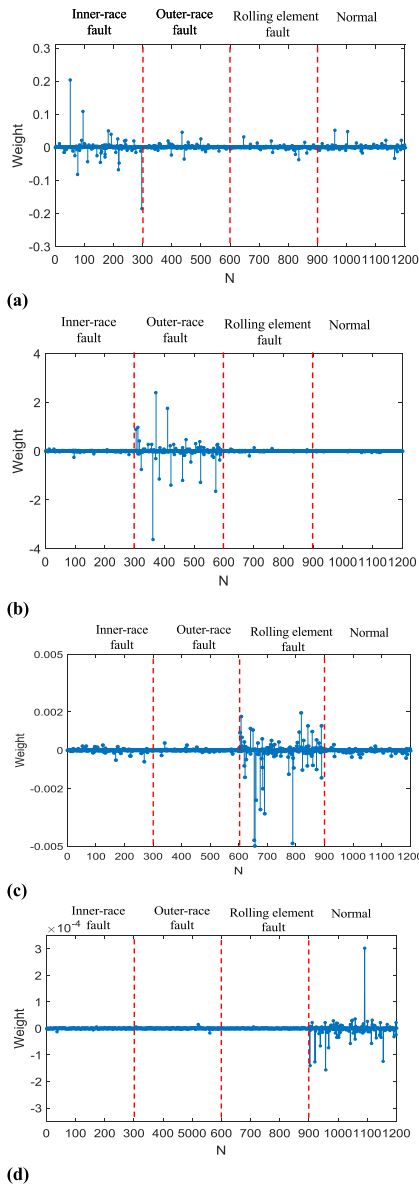 Inner-race fault Outer-race fault Rolling element fault Normal
0.3
0.2
0.1
0
-0.1
-0.2
-0.3
Weight
0 100 200 300 400 500 600 700 800 900 1000 1100 1200
N
(a)
Inner-race fault Outer-race fault Rolling element fault Normal
4
2
0
-2
-4
Weight
0 100 200 300 400 500 600 700 800 900 1000 1100 1200
N
(b)
Inner-race fault Outer-race fault Rolling element fault Normal
0.005
0.002
0
-0.002
-0.005
Weight
0 100 200 300 400 500 600 700 800 900 1000 1100 1200
N
(c)
Inner-race fault Outer-race fault Rolling element fault Normal
×10⁻⁴
3
2
1
0
-1
-2
-3
Weight
0 100 200 300 400 5000 600 700 800 900 1000 1100 1200
N
(d)